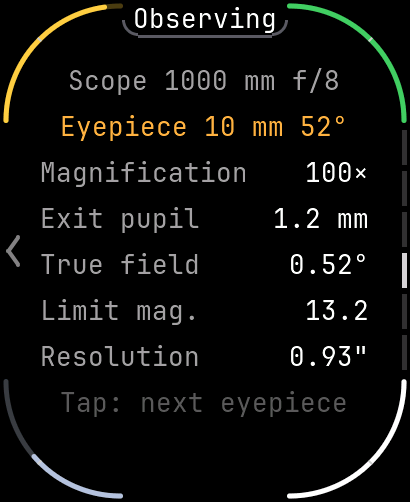 Observing
Scope 1000 mm f/8
Eyepiece 10 mm 52°
Magnification 100×
Exit pupil 1.2 mm
True field 0.52°
Limit mag. 13.2
Resolution 0.93"
Tap: next eyepiece